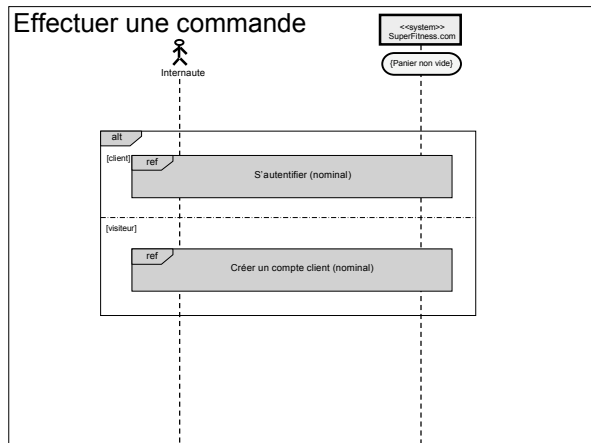 Effectuer une commande
<<system>>
SuperFitness.com
{Panier non vide}
Internaute
alt
[client]
ref
S'autentifier (nominal)
[visiteur]
ref
Créer un compte client (nominal)